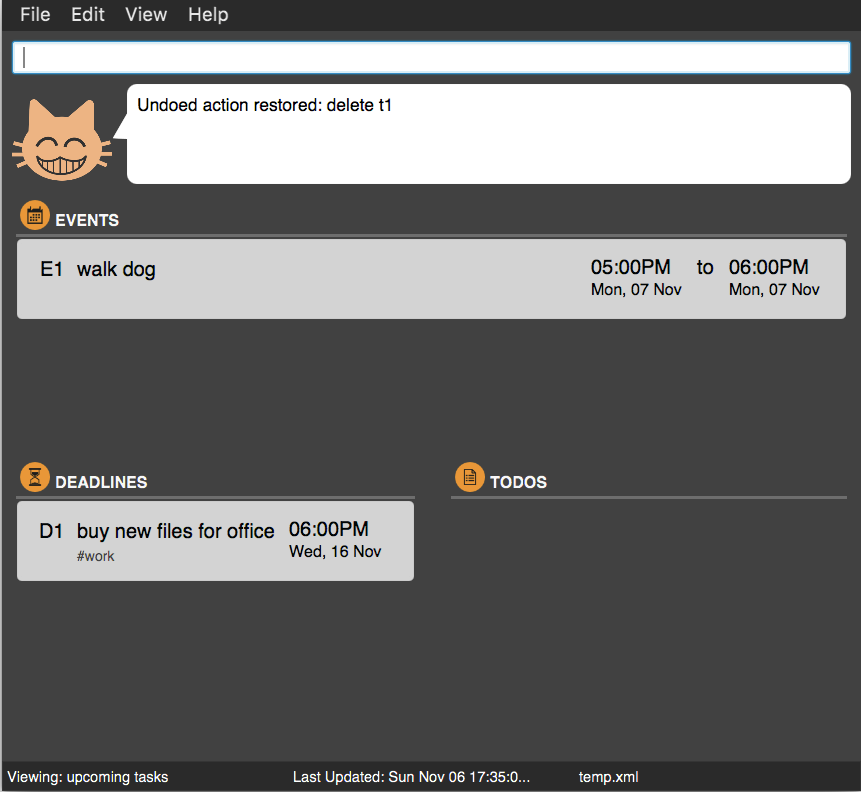 File Edit View Help
Undoed action restored: delete t1
EVENTS
E1 walk dog 05:00PM to 06:00PM
Mon, 07 Nov Mon, 07 Nov
DEADLINES
D1 buy new files for office 06:00PM
#work Wed, 16 Nov
TODOS
Viewing: upcoming tasks Last Updated: Sun Nov 06 17:35:0... temp.xml